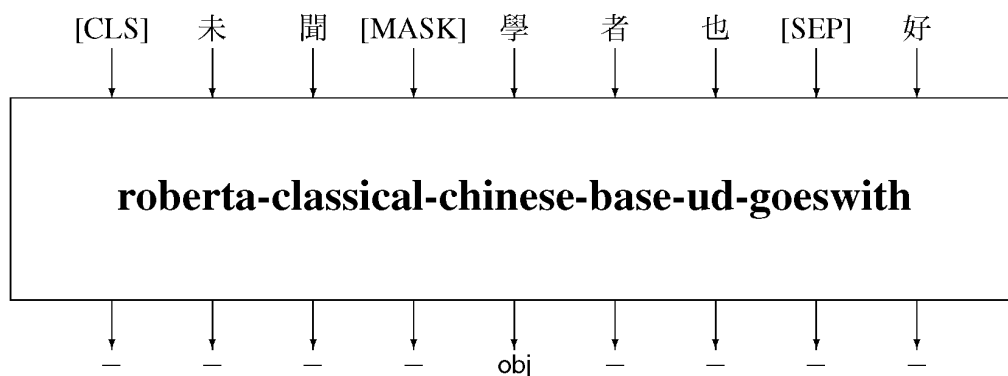 [CLS] 未 聞 [MASK] 學 者 也 [SEP] 好
roberta-classical-chinese-base-ud-goeswith
— — — — obj — — — —